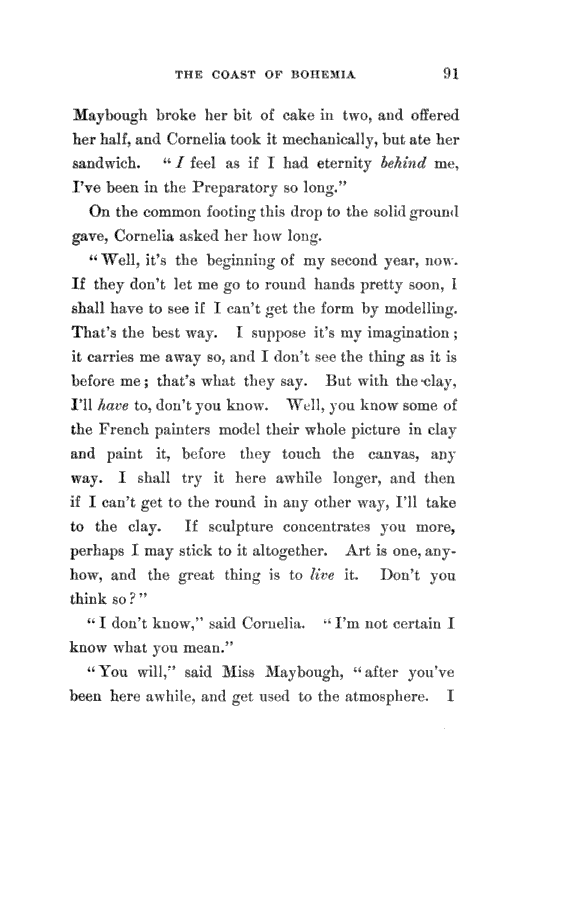 THE COAST OF BOHEMIA 91
Maybough broke her bit of cake in two, and offered
her half, and Cornelia took it mechanically, but ate her
sandwich. "I feel as if I had eternity behind me,
I've been in the Preparatory so long."
On the common footing this drop to the solid ground
gave, Cornelia asked her how long.
"Well, it's the beginning of my second year, now.
If they don't let me go to round hands pretty soon, I
shall have to see if I can't get the form by modelling.
That's the best way. I suppose it's my imagination;
it carries me away so, and I don't see the thing as it is
before me; that's what they say. But with the clay,
I'll have to, don't you know. Well, you know some of
the French painters model their whole picture in clay
and paint it, before they touch the canvas, any
way. I shall try it here awhile longer, and then
if I can't get to the round in any other way, I'll take
to the clay. If sculpture concentrates you more,
perhaps I may stick to it altogether. Art is one, any-
how, and the great thing is to live it. Don't you
think so?"
"I don't know," said Cornelia. "I'm not certain I
know what you mean."
"You will," said Miss Maybough, "after you've
been here awhile, and get used to the atmosphere. I